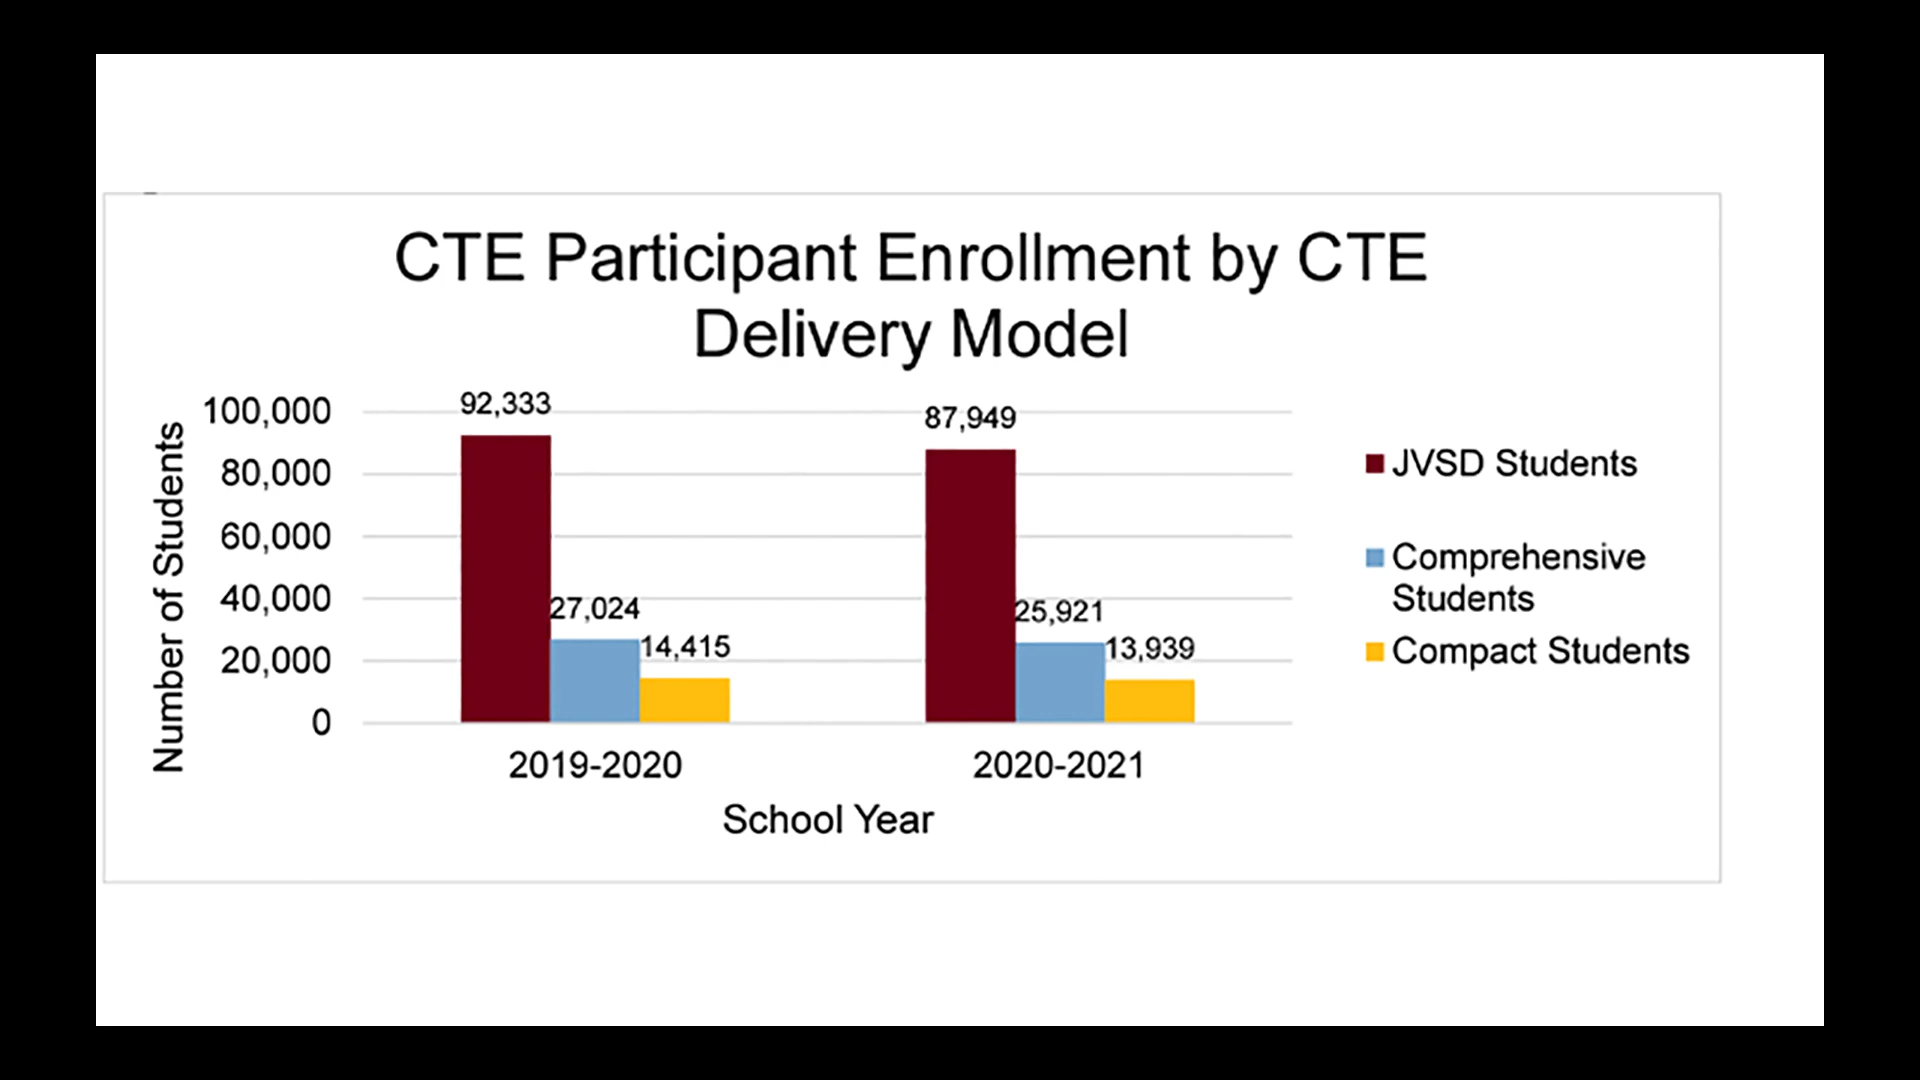 CTE Participant Enrollment by CTE
Delivery Model
Number of Students
100,000
80,000
60,000
40,000
20,000
0
92,333
27,024
14,415
87,949
25,921
13,939
2019-2020
2020-2021
School Year
JVSD Students
Comprehensive
Students
Compact Students